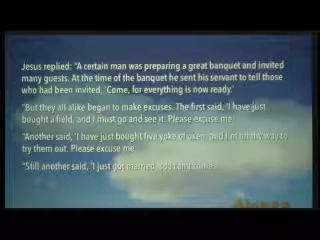 Jesus replied: "A certain man was preparing a great banquet and invited
many guests. At the time of the banquet he sent his servant to tell those
who had been invited, 'Come, for everything is now ready.'
"But they all alike began to make excuses. The first said, 'I have just
bought a field, and I must go and see it. Please excuse me.'
"Another said, 'I have just bought five yoke of oxen, and I'm on my way to
try them out. Please excuse me.
"Still another said, 'I just got married, so I can't come.'